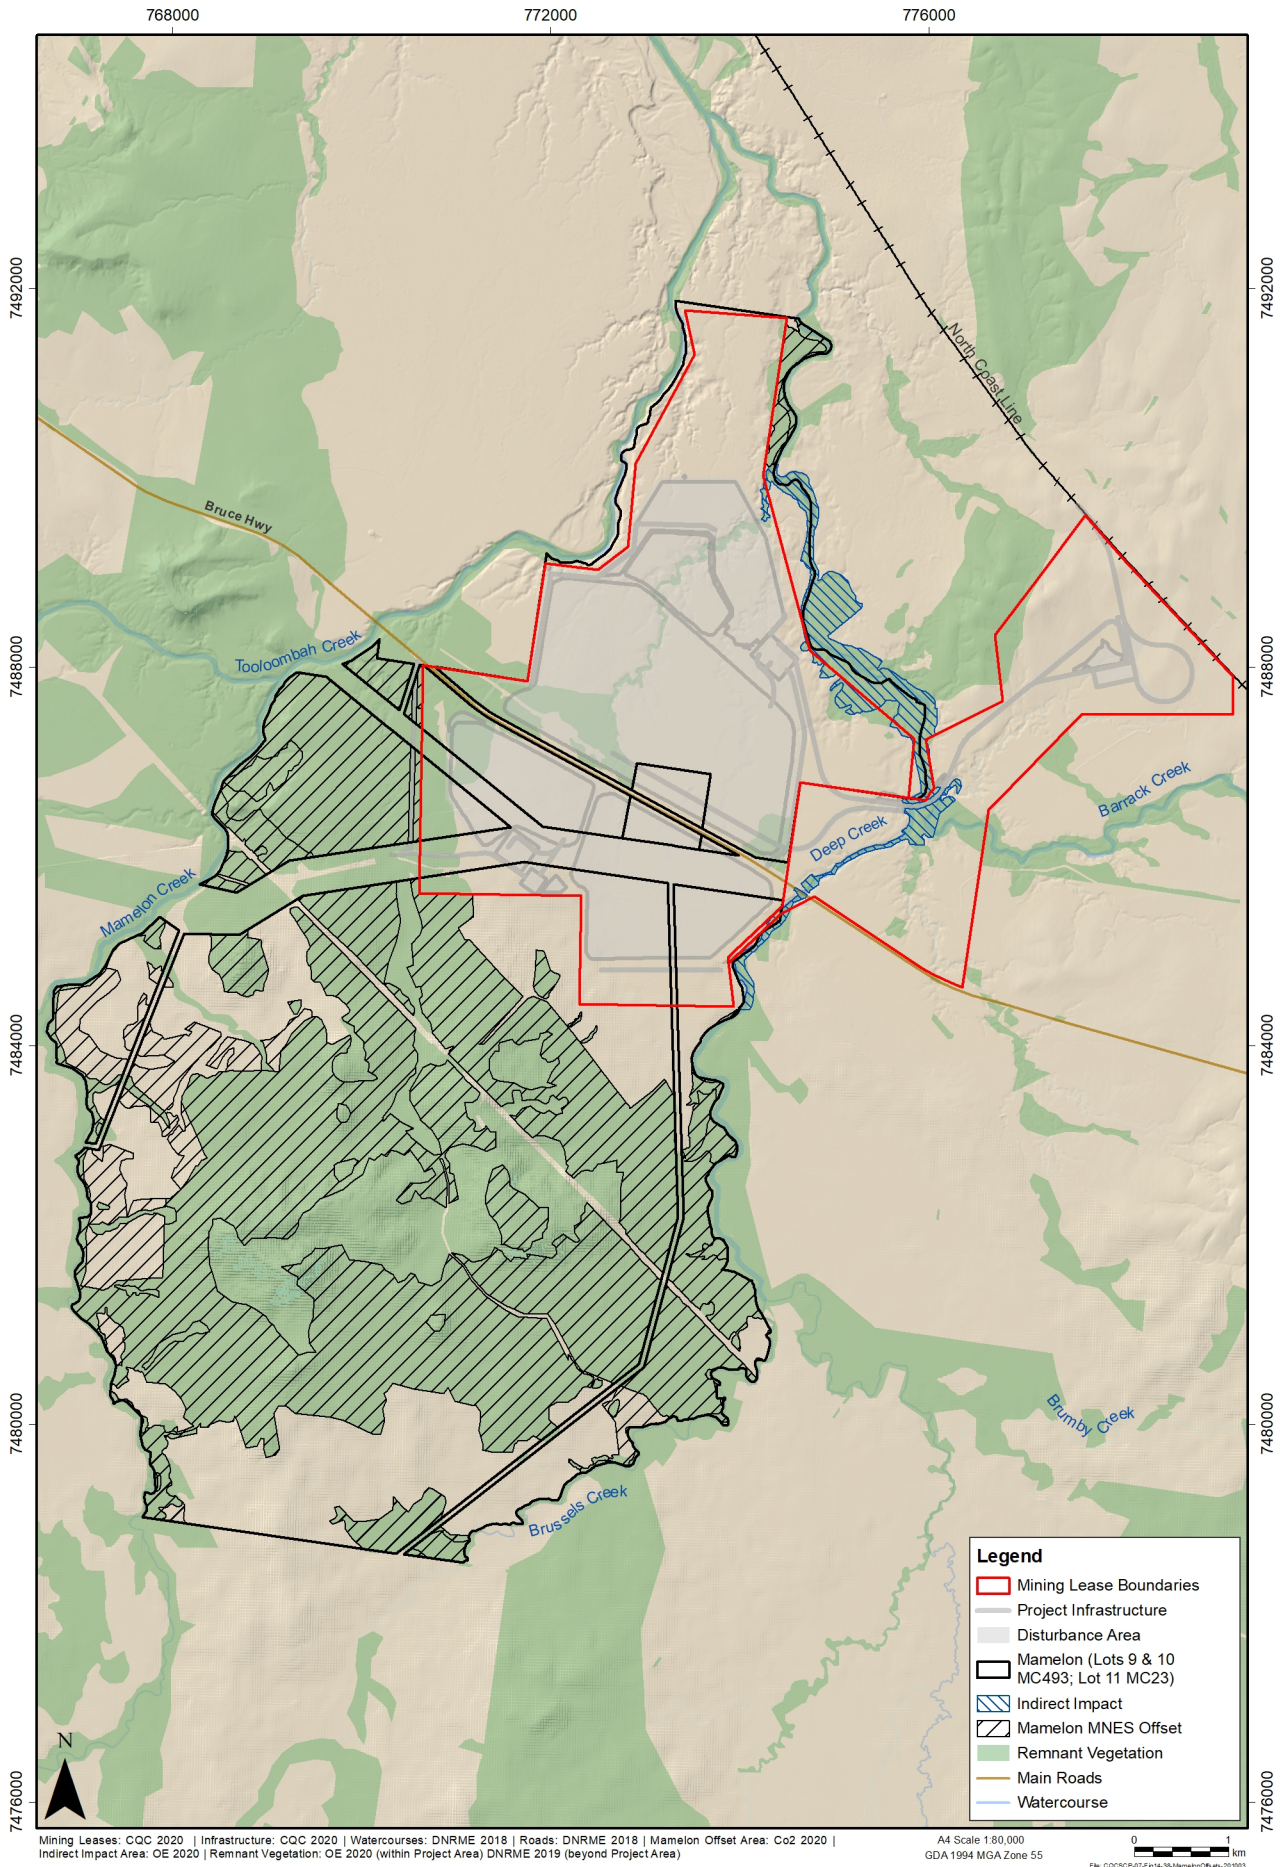 768000
772000
776000
7492000
7492000
North Coast Line
Bruce Hwy
Tooloombah Creek
7488000
7488000
Barrack Creek
Deep Creek
Mamelon Creek
7484000
7484000
7480000
7480000
Brumby Creek
Brussels Creek
Legend
Mining Lease Boundaries
Project Infrastructure
Disturbance Area
Mamelon (Lots 9 & 10
MC493; Lot 11 MC23)
Indirect Impact
Mamelon MNES Offset
Remnant Vegetation
Main Roads
Watercourse
N
7476000
7476000
Mining Leases: CQC 2020 | Infrastructure: CQC 2020 | Watercourses: DNRME 2018 | Roads: DNRME 2018 | Mamelon Offset Area: Co2 2020 |
Indirect Impact Area: OE 2020 | Remnant Vegetation: OE 2020 (within Project Area) DNRME 2019 (beyond Project Area)
A4 Scale 1:80,000
GDA 1994 MGA Zone 55
0 1
km